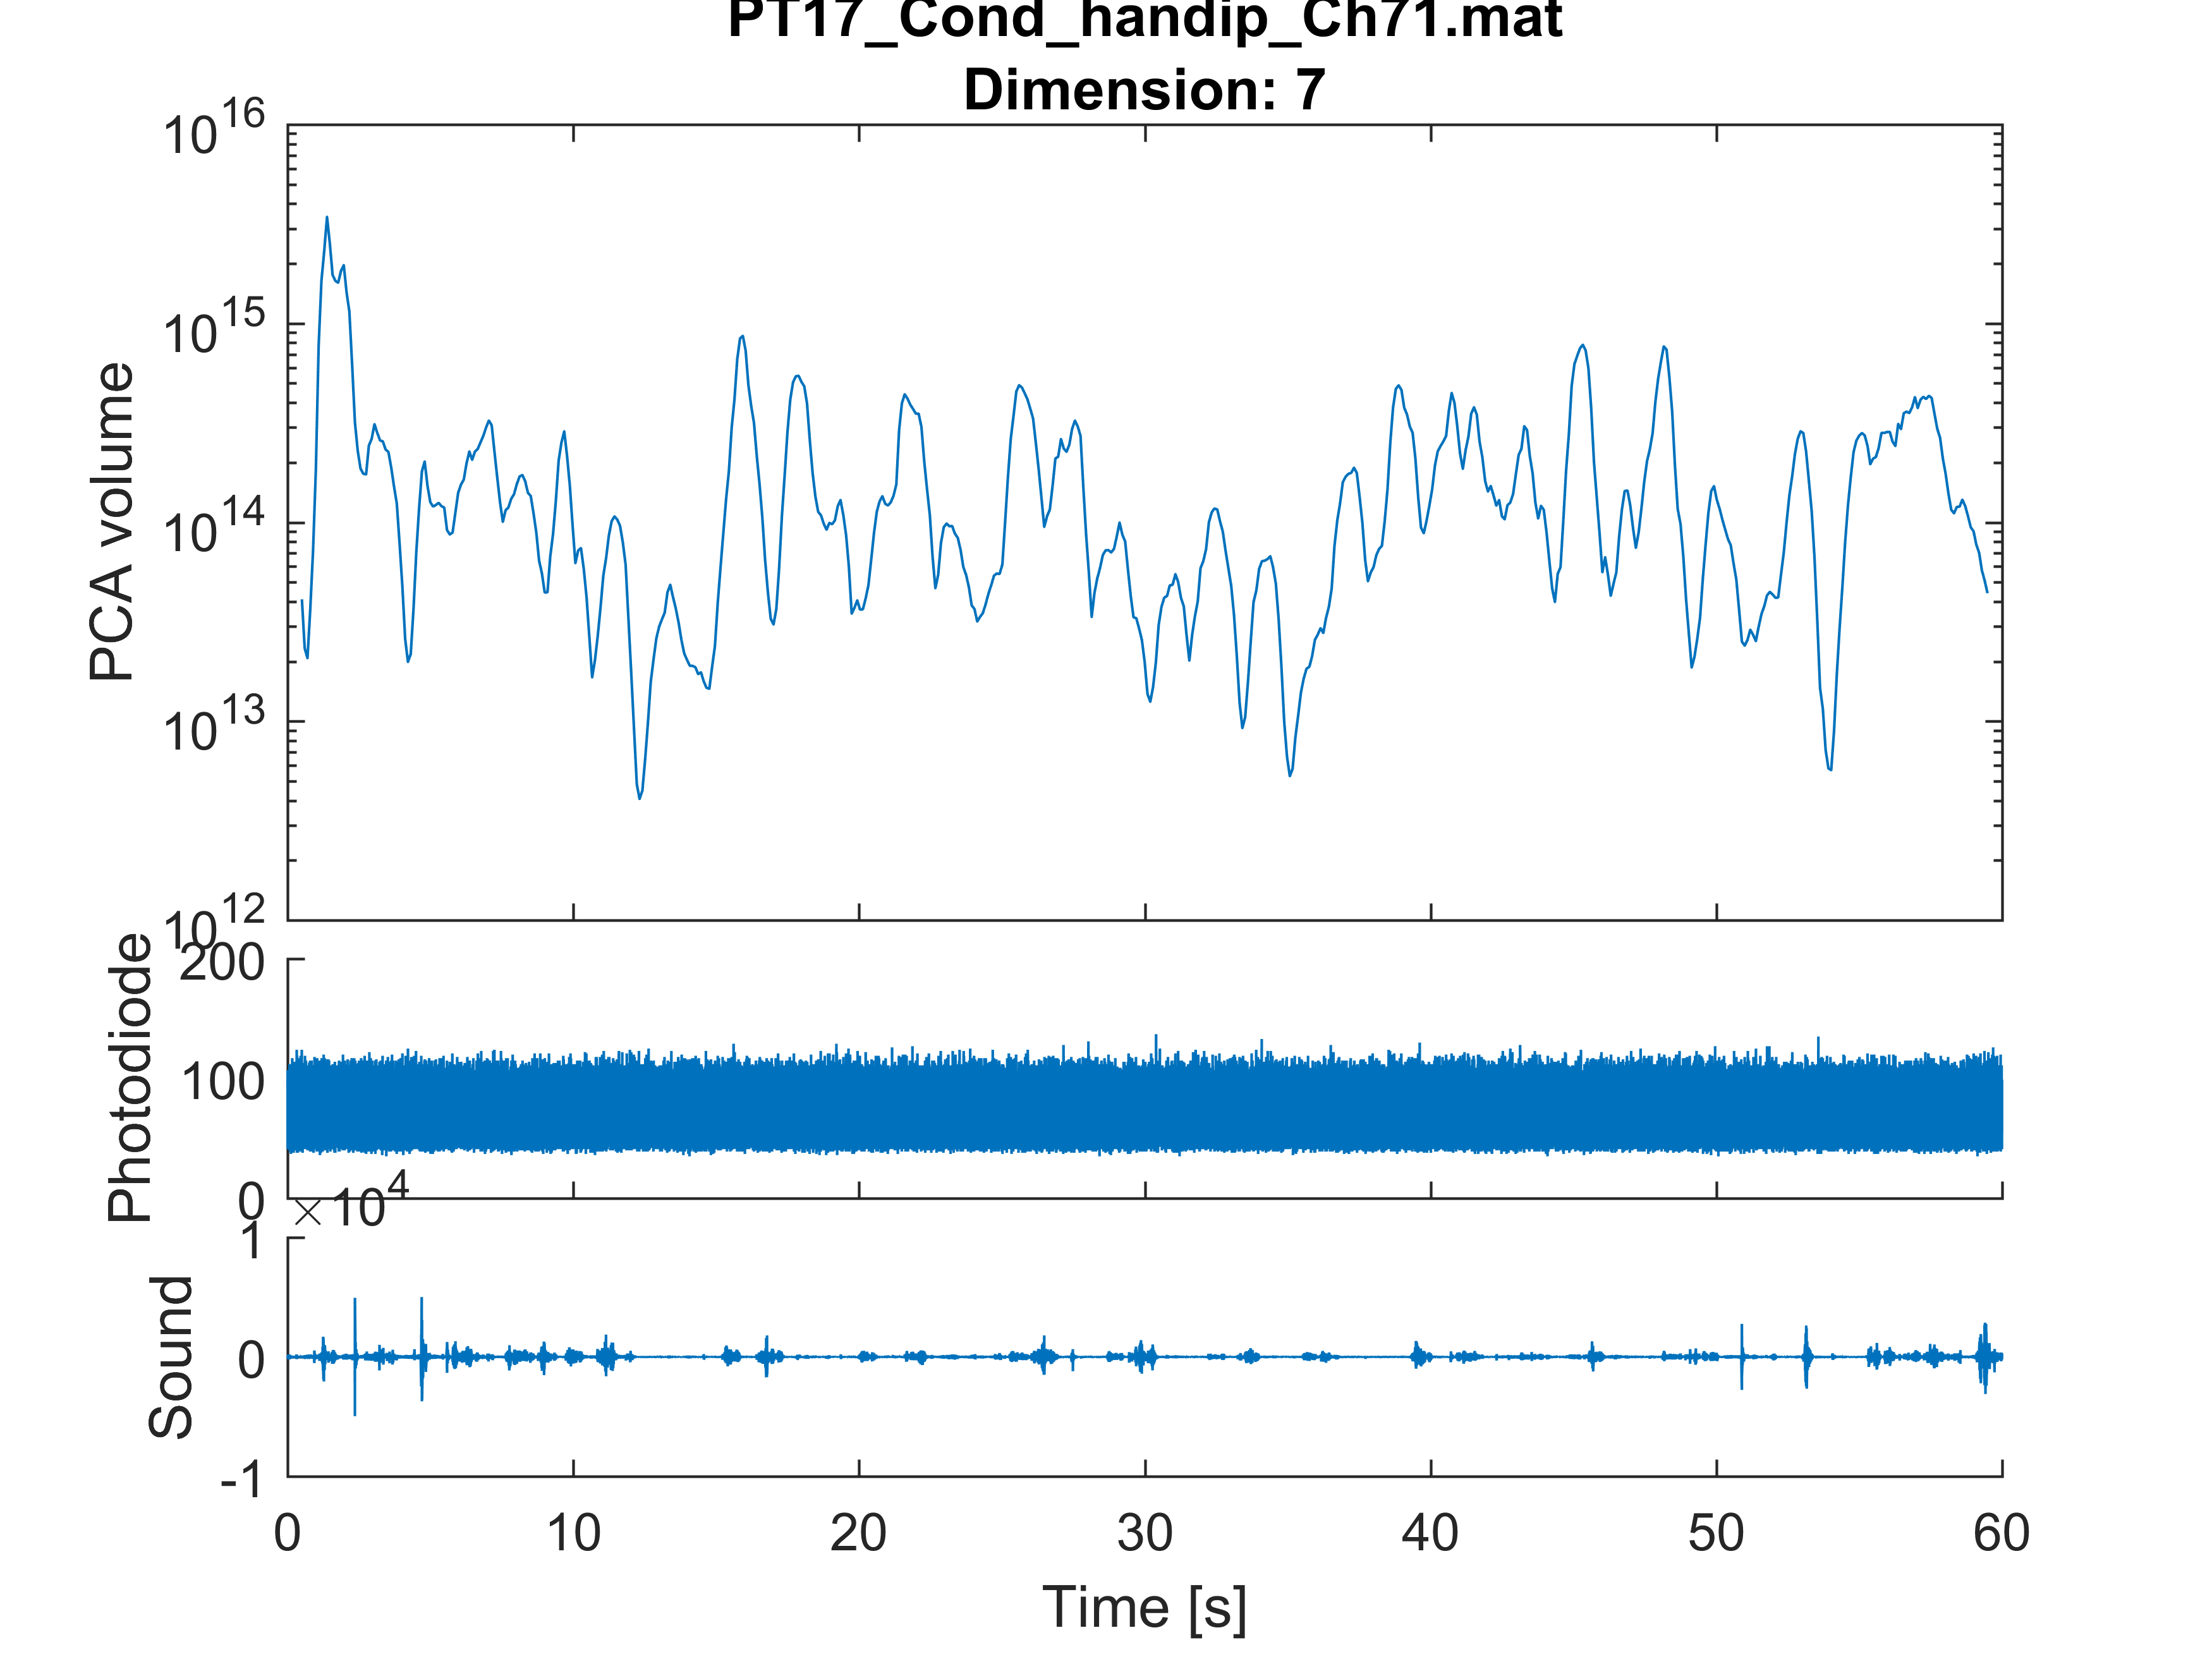 PT17_Cond_handip_Ch71.mat
Dimension: 7
10^16
10^15
10^14
10^13
10^12
PCA volume
200
100
0
Photodiode
×10^4
1
0
-1
Sound
0 10 20 30 40 50 60
Time [s]